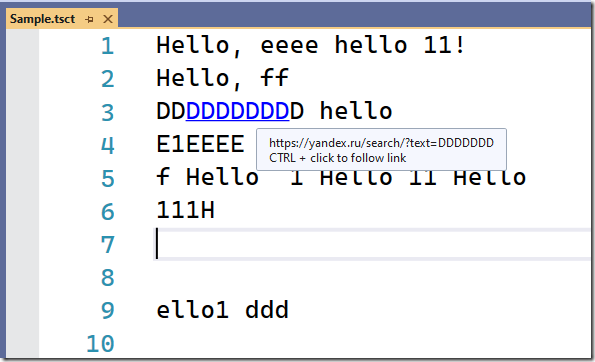 Sample.tsct
1 Hello, eeee hello 11!
2 Hello, ff
3 DDDDDDDDDD hello
4 E1EEEE
https://yandex.ru/search/?text=DDDDDDD
CTRL + click to follow link
5 f Hello  1 Hello 11 Hello
6 111H
7
8
9 ello1 ddd
10